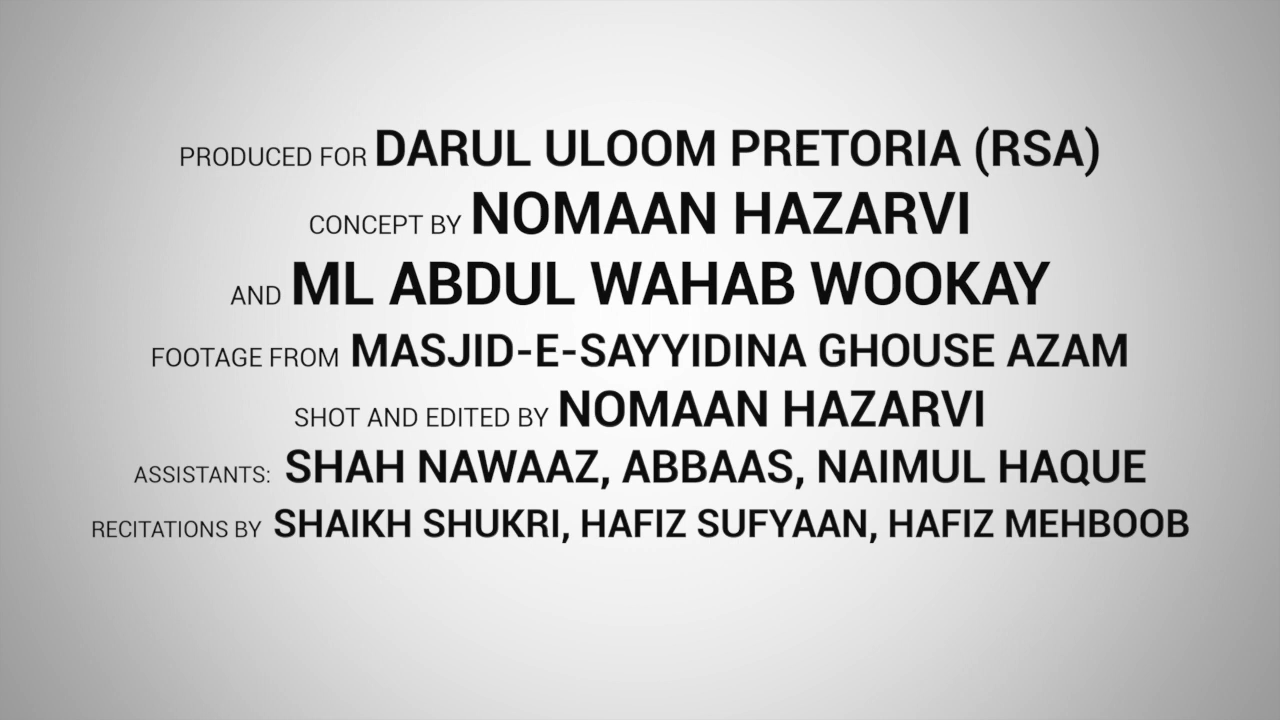 PRODUCED FOR DARUL ULOOM PRETORIA (RSA)
CONCEPT BY NOMAAN HAZARVI
AND ML ABDUL WAHAB WOOKAY
FOOTAGE FROM MASJID-E-SAYYIDINA GHOUSE AZAM
SHOT AND EDITED BY NOMAAN HAZARVI
ASSISTANTS: SHAH NAWAAZ, ABBAAS, NAIMUL HAQUE
RECITATIONS BY SHAIKH SHUKRI, HAFIZ SUFYAAN, HAFIZ MEHBOOB